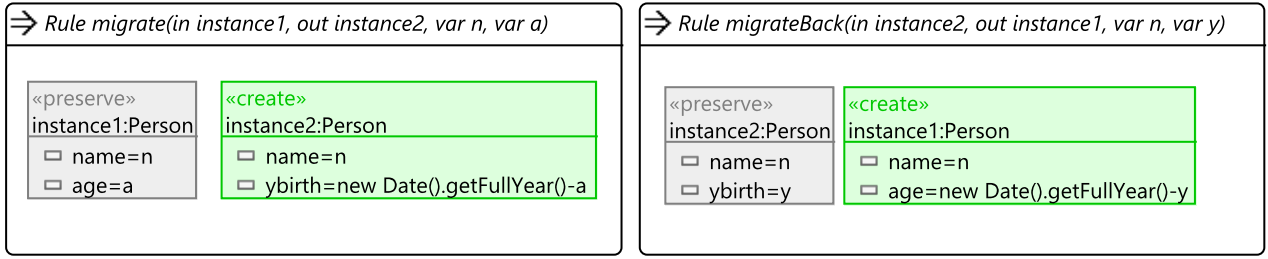 Rule migrate(in instance1, out instance2, var n, var a)
«preserve»
instance1:Person
name=n
age=a
«create»
instance2:Person
name=n
ybirth=new Date().getFullYear()-a
Rule migrateBack(in instance2, out instance1, var n, var y)
«preserve»
instance2:Person
name=n
ybirth=y
«create»
instance1:Person
name=n
age=new Date().getFullYear()-y